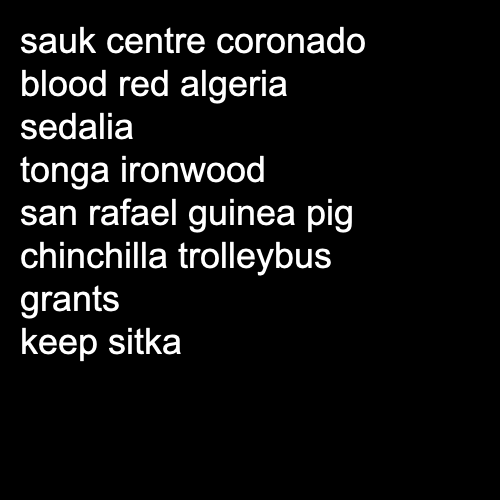 sauk centre coronado
blood red algeria
sedalia
tonga ironwood
san rafael guinea pig
chinchilla trolleybus
grants
keep sitka